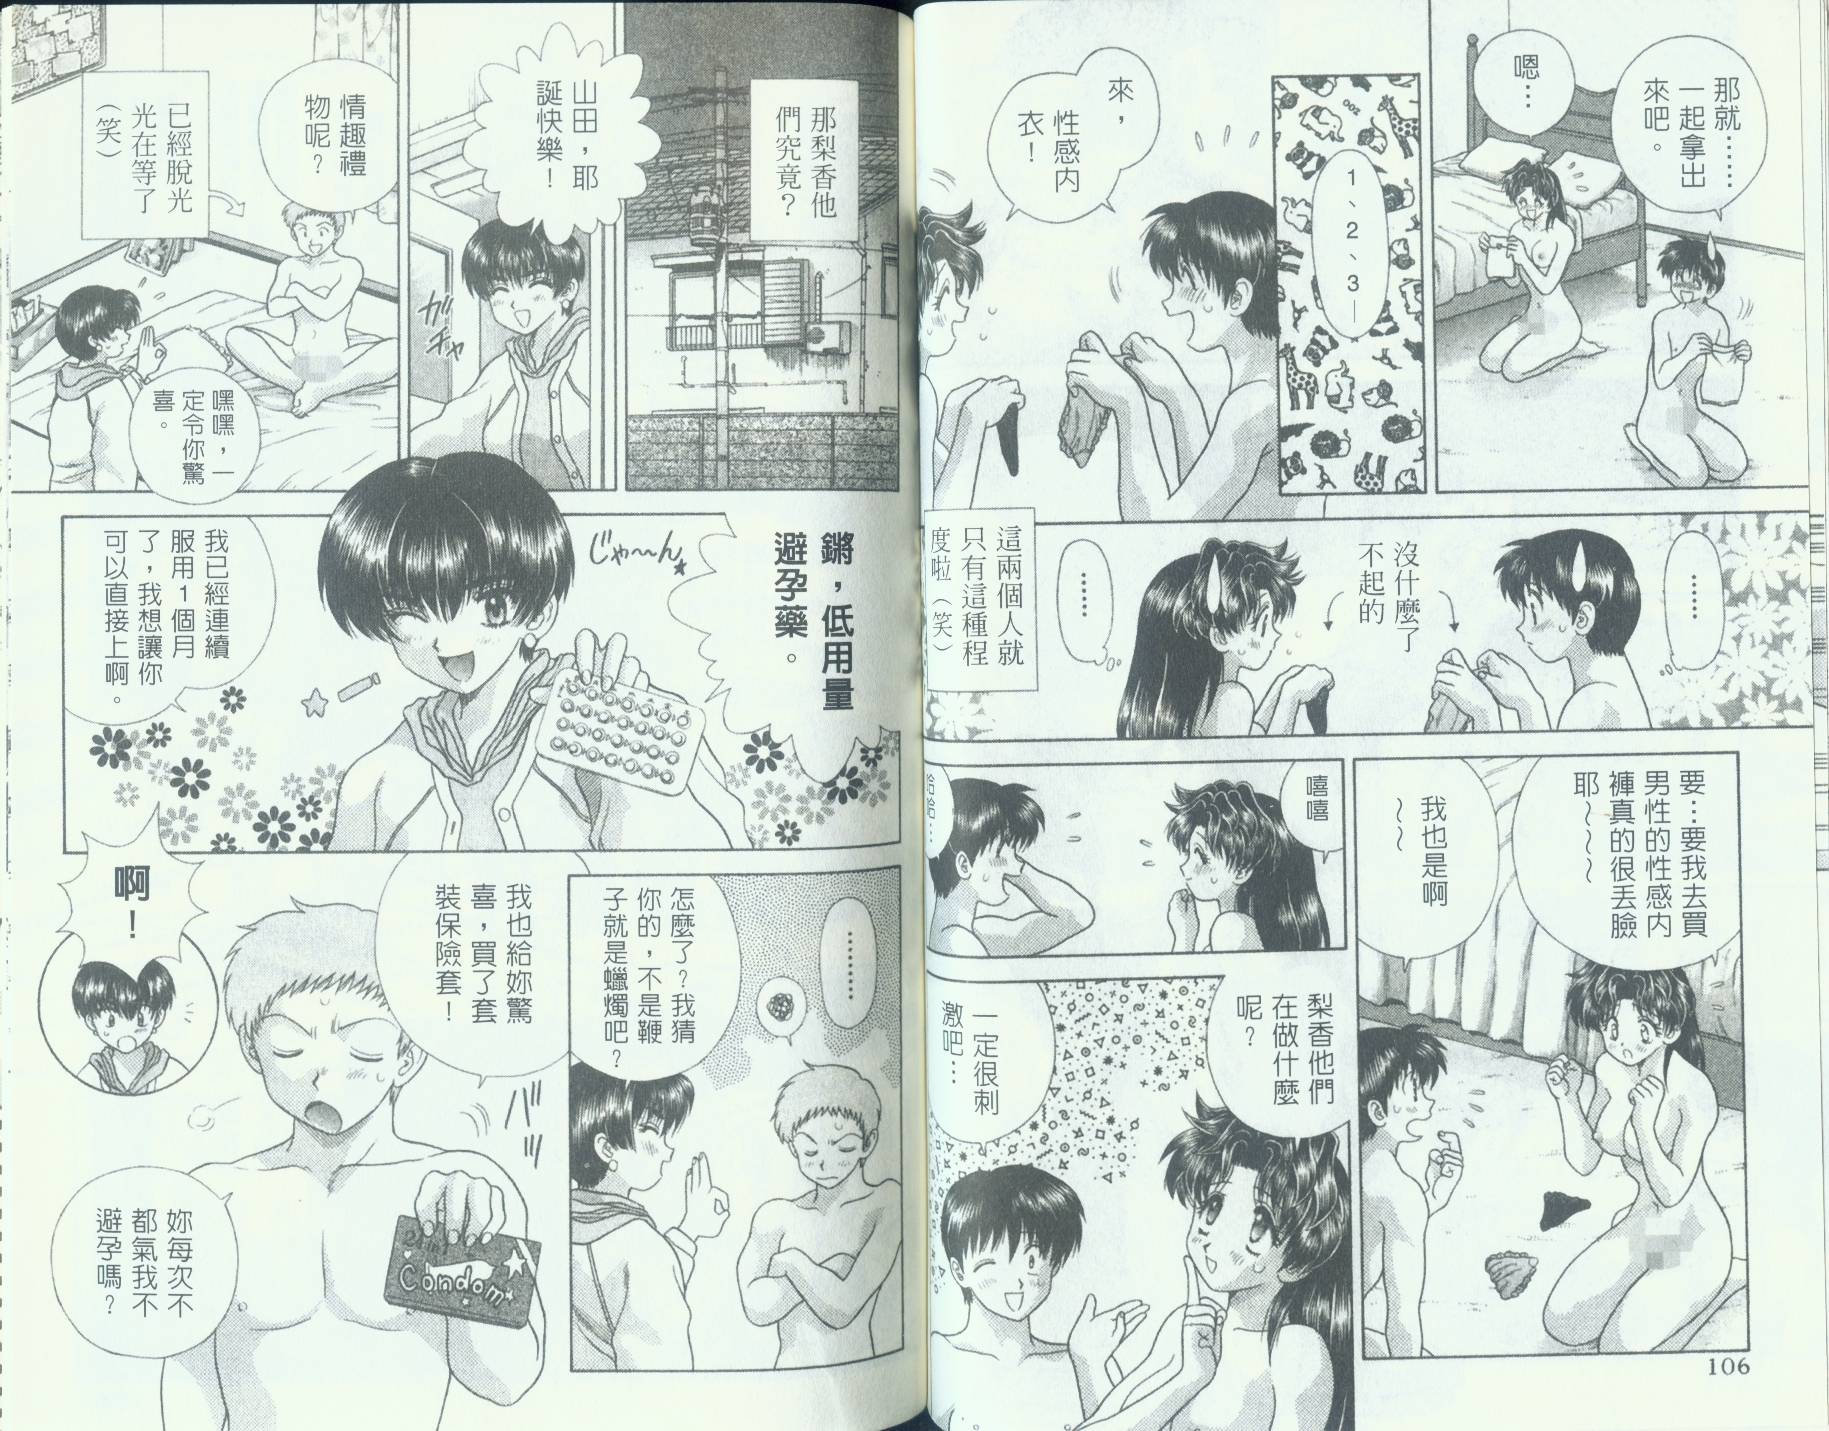 那就……
一起拿出
來吧。
嗯…
1、2、3—
來，
性感內
衣！
……
沒什麼了
不起的
……
這兩個人就
只有這種程
度啦（笑）
要…要我去買
男性的性感內
褲真的很丟臉
耶～～～
我也是啊
～～
嘻嘻
哈哈…
梨香他們
在做什麼
呢？
一定很刺
激吧…
106
那梨香他
們究竟？
山田，耶
誕快樂！
ガチャ
情趣禮
物呢？
已經脫光
光在等了
（笑）
嘿嘿，一
定令你驚
喜。
鏘，低用量
避孕藥。
じゃ〜〜ん
我已經連續
服用1個月
了，我想讓你
可以直接上啊。
………
怎麼了？我猜
你的，不是鞭
子就是蠟燭吧？
我也給妳驚
喜，買了套
裝保險套！
バッ
Condom
啊！
妳每次不
都氣我不
避孕嗎？